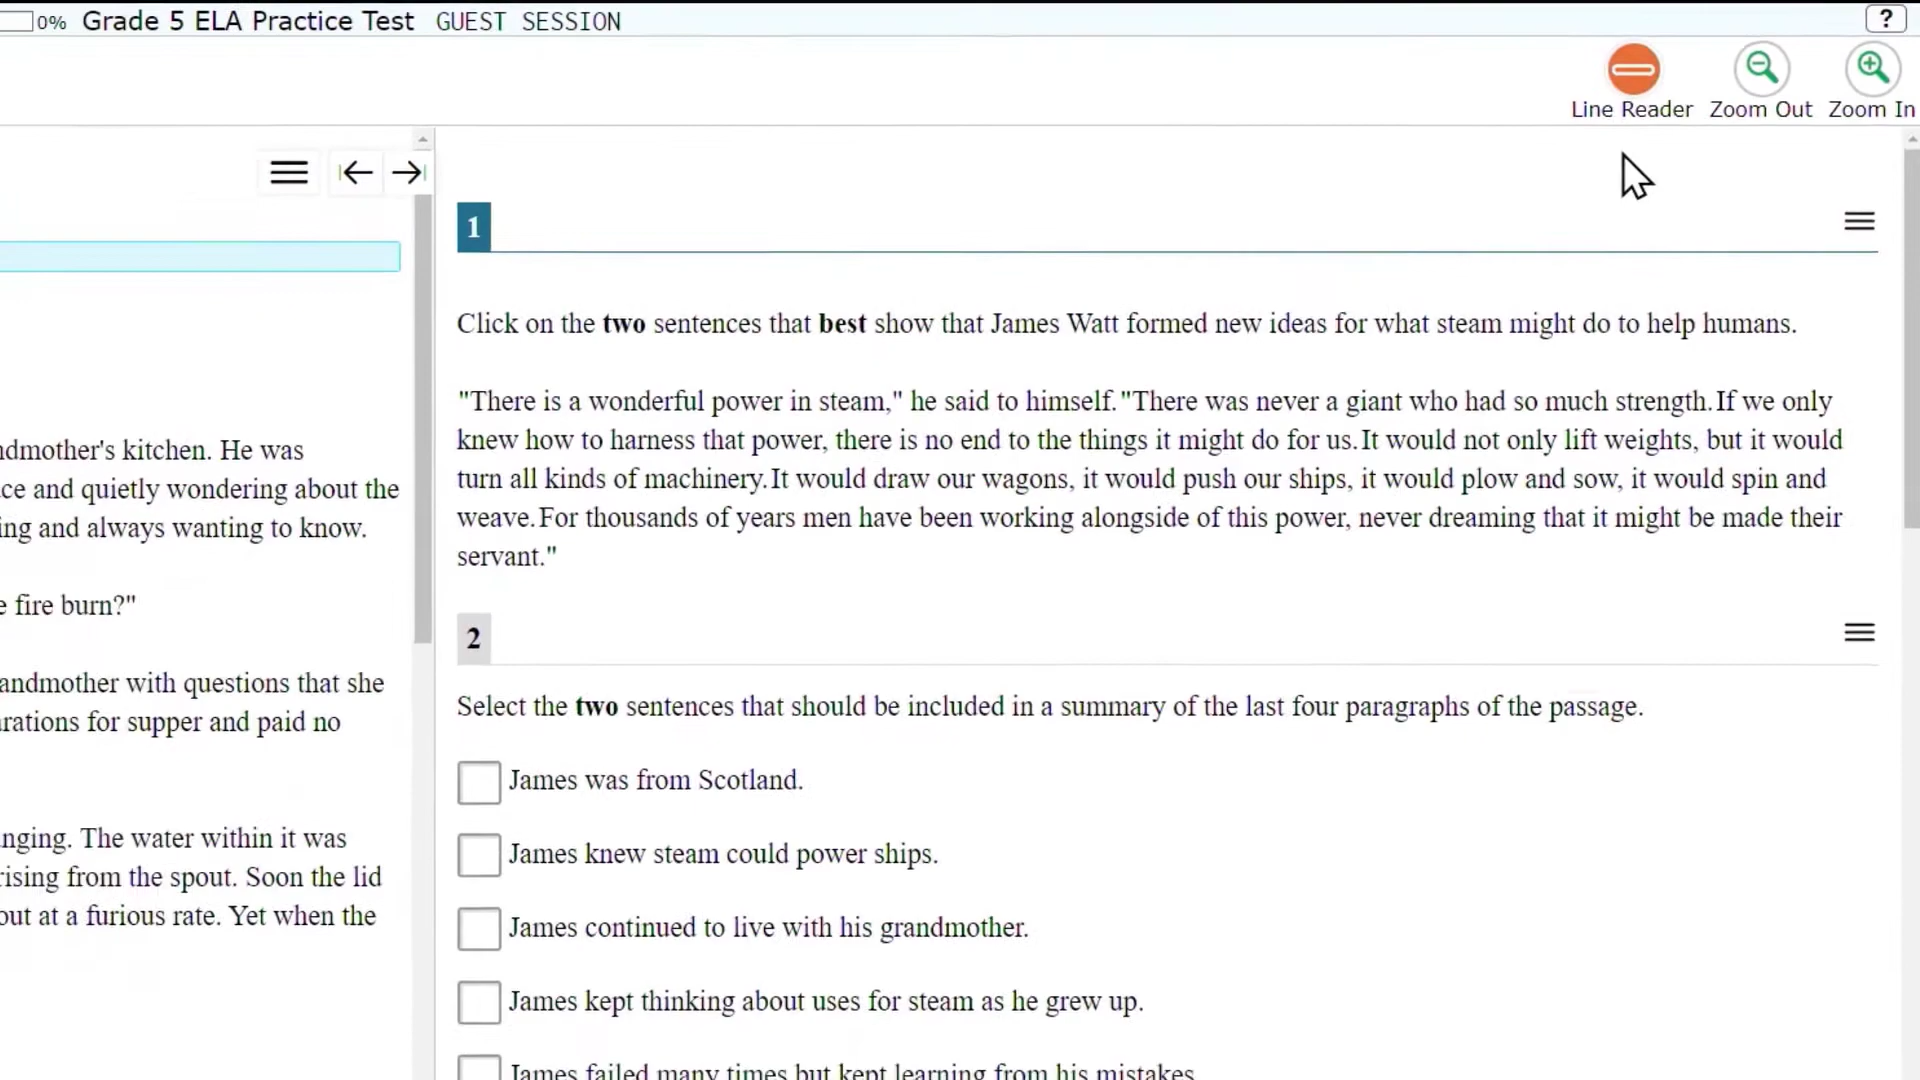 0% Grade 5 ELA Practice Test GUEST SESSION ?
Line Reader Zoom Out Zoom In
dmother's kitchen. He was
ce and quietly wondering about the
ing and always wanting to know.
e fire burn?"
andmother with questions that she
rations for supper and paid no
nging. The water within it was
rising from the spout. Soon the lid
out at a furious rate. Yet when the
1
Click on the two sentences that best show that James Watt formed new ideas for what steam might do to help humans.
"There is a wonderful power in steam," he said to himself. "There was never a giant who had so much strength. If we only
knew how to harness that power, there is no end to the things it might do for us. It would not only lift weights, but it would
turn all kinds of machinery. It would draw our wagons, it would push our ships, it would plow and sow, it would spin and
weave. For thousands of years men have been working alongside of this power, never dreaming that it might be made their
servant."
2
Select the two sentences that should be included in a summary of the last four paragraphs of the passage.
James was from Scotland.
James knew steam could power ships.
James continued to live with his grandmother.
James kept thinking about uses for steam as he grew up.
James failed many times but kept learning from his mistakes